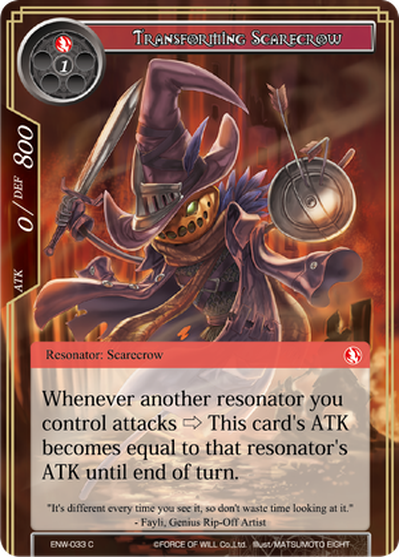 Transforming Scarecrow
1
ATK 0 / DEF 800
Resonator: Scarecrow
Whenever another resonator you
control attacks ⇨ This card's ATK
becomes equal to that resonator's
ATK until end of turn.
"It's different every time you see it, so don't waste time looking at it."
- Fayli, Genius Rip-Off Artist
ENW-033 C ©FORCE OF WILL Co.,Ltd. Illust/MATSUMOTO EIGHT